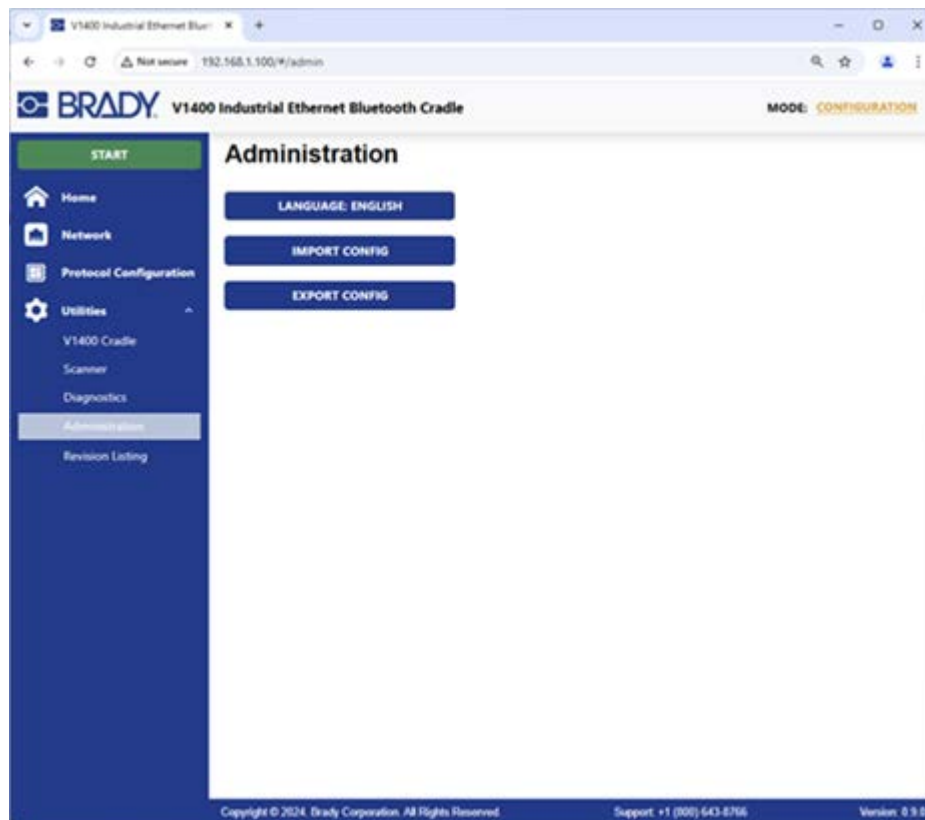 V1400 Industrial Ethernet Blue
Not secure 192.168.1.100/#/admin
BRADY. V1400 Industrial Ethernet Bluetooth Cradle
MODE: CONFIGURATION
START
Administration
Home
LANGUAGE: ENGLISH
Network
IMPORT CONFIG
Protocol Configuration
EXPORT CONFIG
Utilities
V1400 Cradle
Scanner
Diagnostics
Administration
Revision Listing
Copyright © 2024. Brady Corporation. All Rights Reserved.
Support: +1 (800) 643-8766
Version: 0.9.0